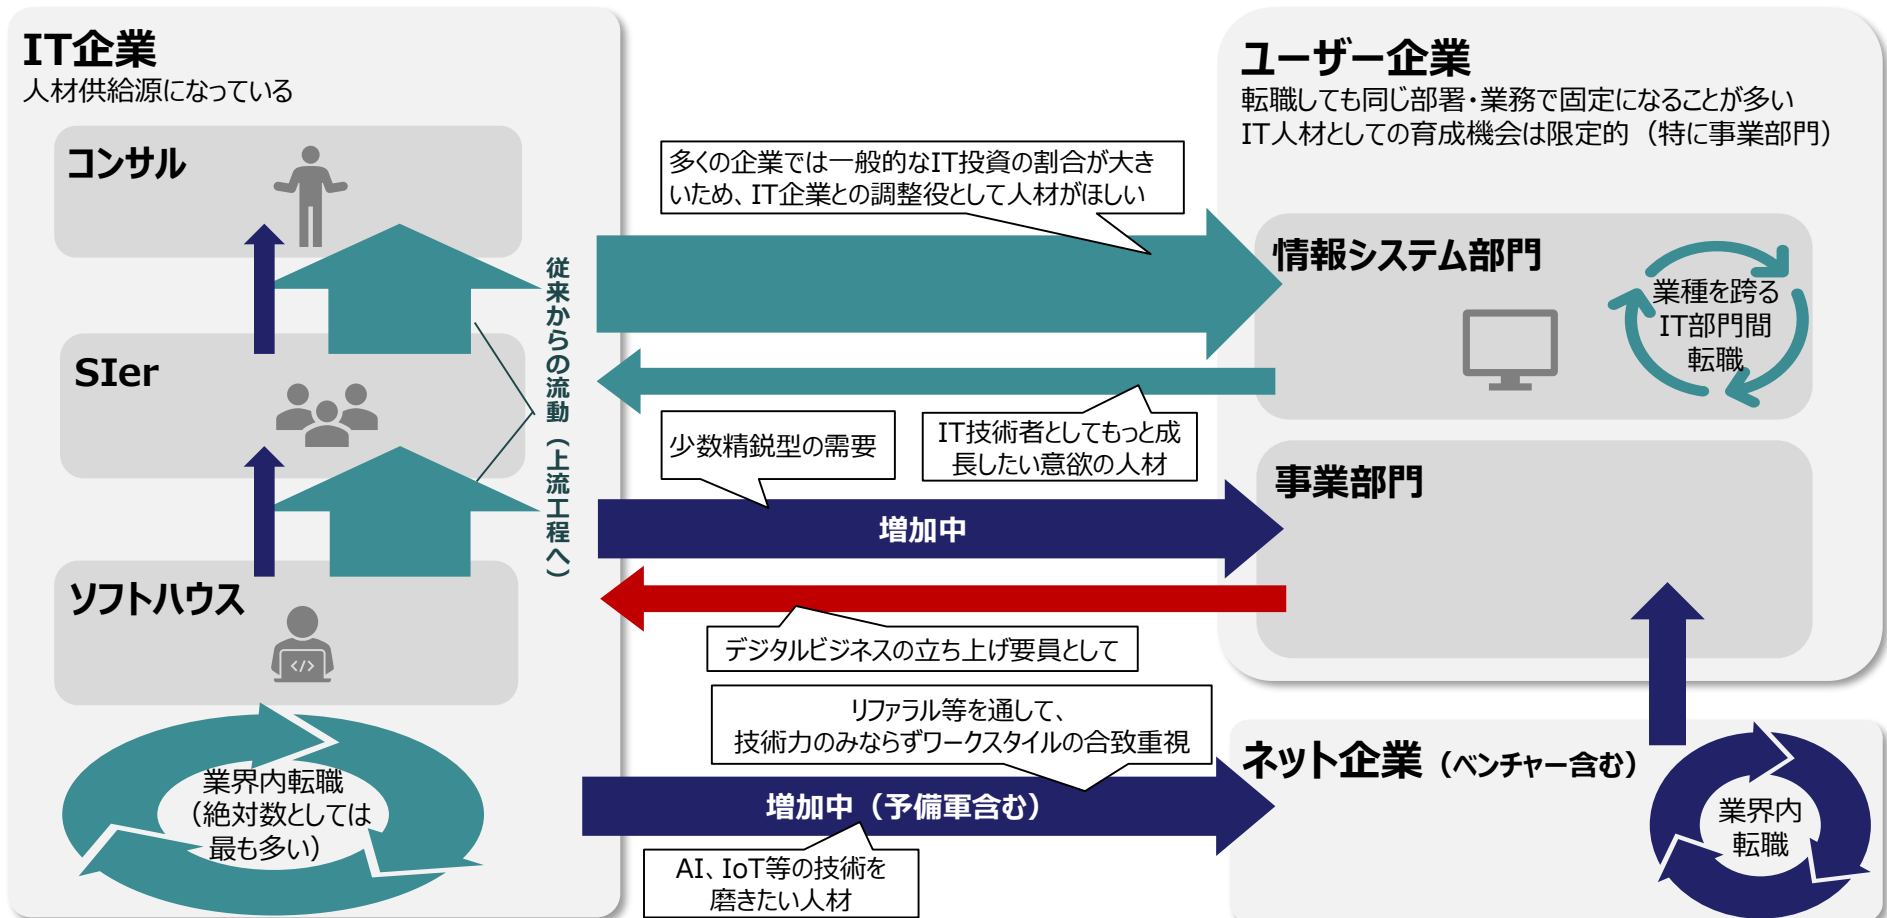 IT企業
人材供給源になっている
コンサル
SIer
ソフトハウス
従来からの流動（上流工程へ）
業界内転職
（絶対数としては
最も多い）
多くの企業では一般的なIT投資の割合が大き
いため、IT企業との調整役として人材がほしい
少数精鋭型の需要
IT技術者としてもっと成
長したい意欲の人材
増加中
デジタルビジネスの立ち上げ要員として
リファラル等を通して、
技術力のみならずワークスタイルの合致重視
増加中（予備軍含む）
AI、IoT等の技術を
磨きたい人材
ユーザー企業
転職しても同じ部署・業務で固定になることが多い
IT人材としての育成機会は限定的（特に事業部門）
情報システム部門
業種を跨る
IT部門間
転職
事業部門
ネット企業（ベンチャー含む）
業界内
転職